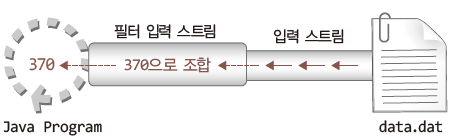 필터 입력 스트림
입력 스트림
370
370으로 조합
Java Program
data.dat